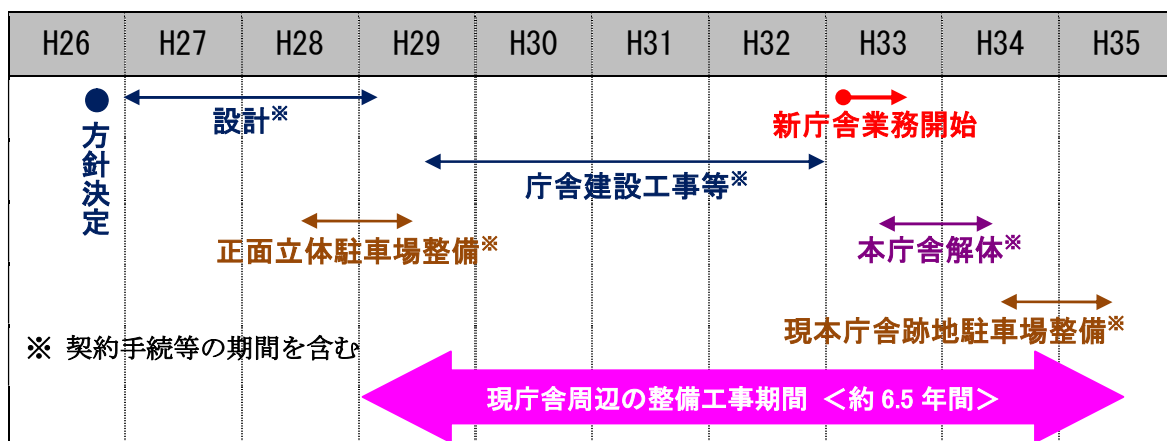 H26 H27 H28 H29 H30 H31 H32 H33 H34 H35
方針決定
設計※
新庁舎業務開始
庁舎建設工事等※
正面立体駐車場整備※
本庁舎解体※
現本庁舎跡地駐車場整備※
※ 契約手続等の期間を含む
現庁舎周辺の整備工事期間 ＜約 6.5 年間＞